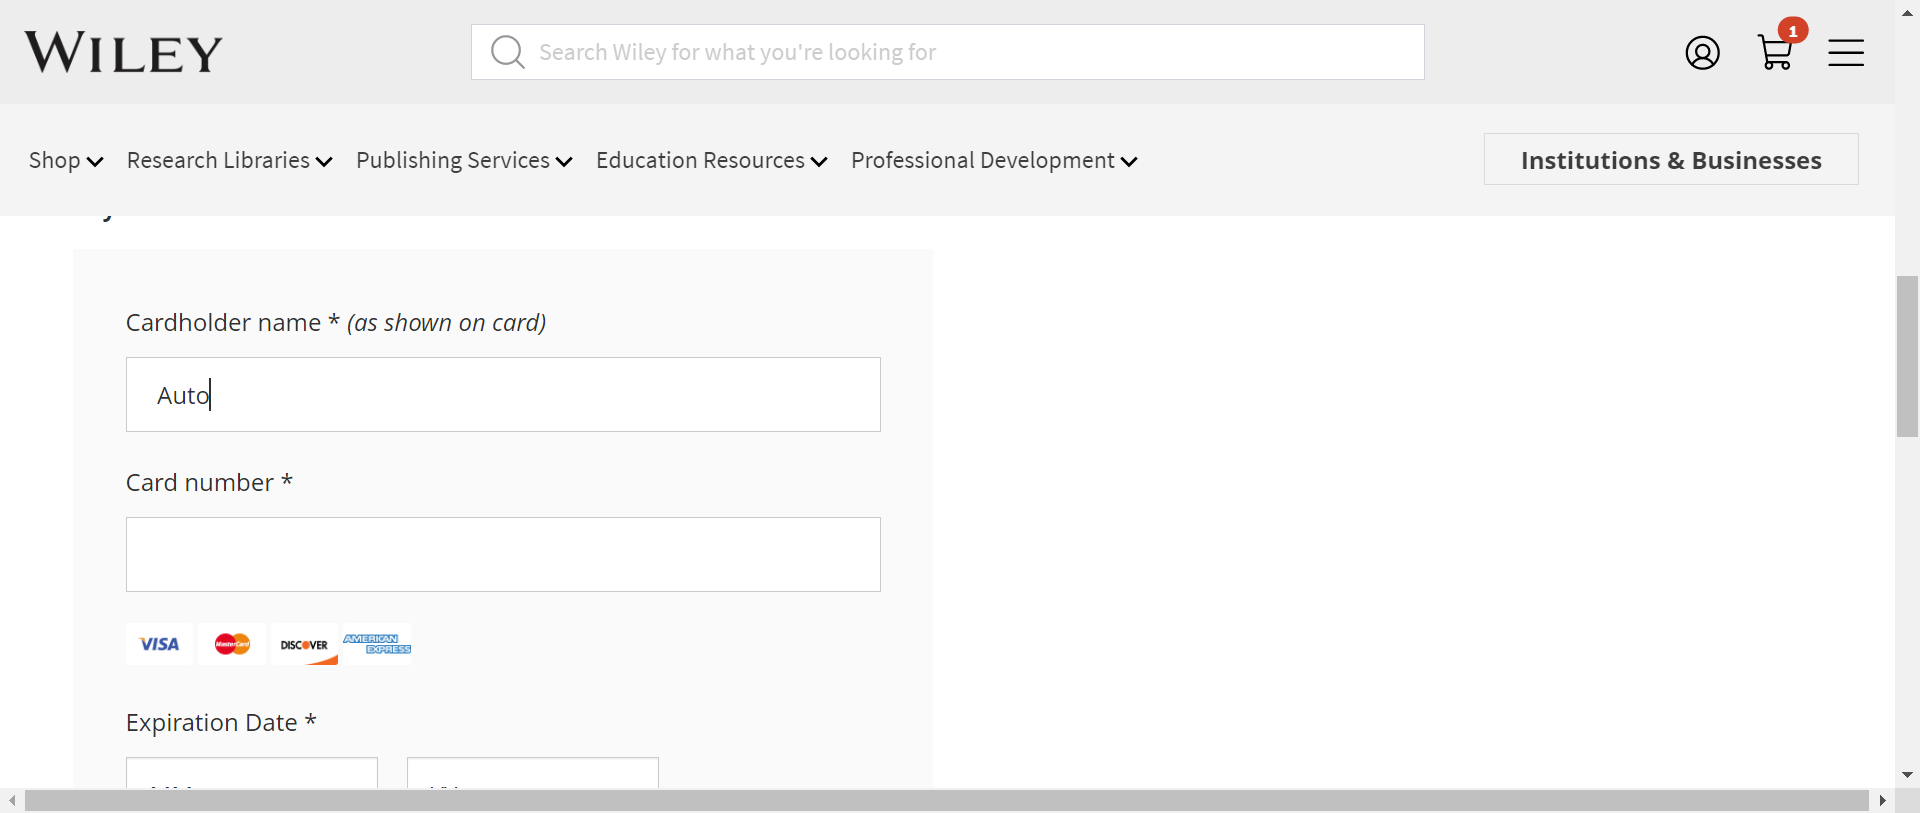 WILEY
Search Wiley for what you're looking for
1
Shop
Research Libraries
Publishing Services
Education Resources
Professional Development
Institutions & Businesses
Cardholder name * (as shown on card)
Auto
Card number *
VISA
MasterCard
DISCOVER
AMERICAN
EXPRESS
Expiration Date *